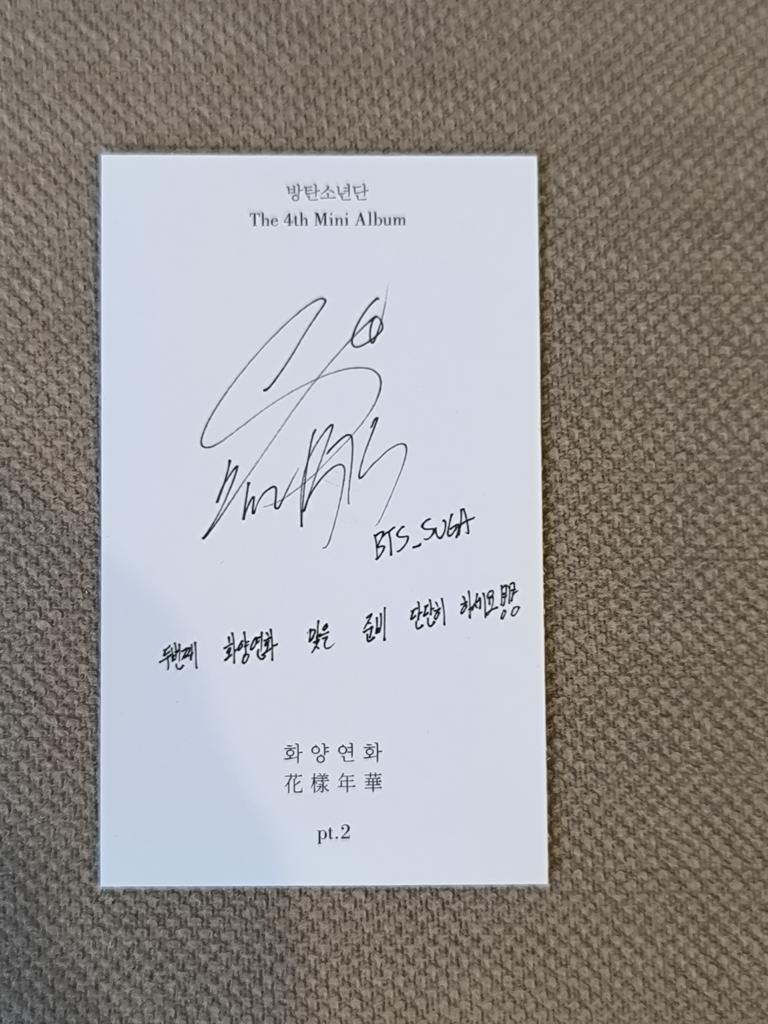 방탄소년단
The 4th Mini Album
BTS_SUGA
두번째 화양연화 맞을 준비 단단히 하세요
화양연화
花樣年華
pt.2